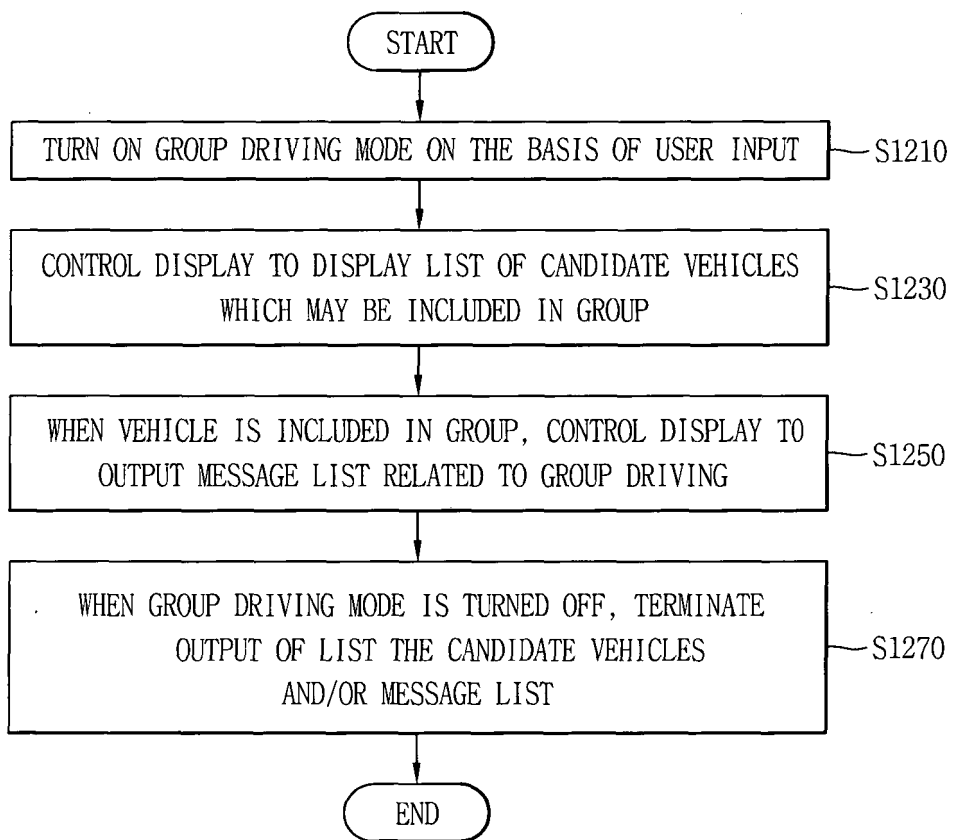 START
TURN ON GROUP DRIVING MODE ON THE BASIS OF USER INPUT
S1210
CONTROL DISPLAY TO DISPLAY LIST OF CANDIDATE VEHICLES
WHICH MAY BE INCLUDED IN GROUP
S1230
WHEN VEHICLE IS INCLUDED IN GROUP, CONTROL DISPLAY TO
OUTPUT MESSAGE LIST RELATED TO GROUP DRIVING
S1250
WHEN GROUP DRIVING MODE IS TURNED OFF, TERMINATE
OUTPUT OF LIST THE CANDIDATE VEHICLES
AND/OR MESSAGE LIST
S1270
END